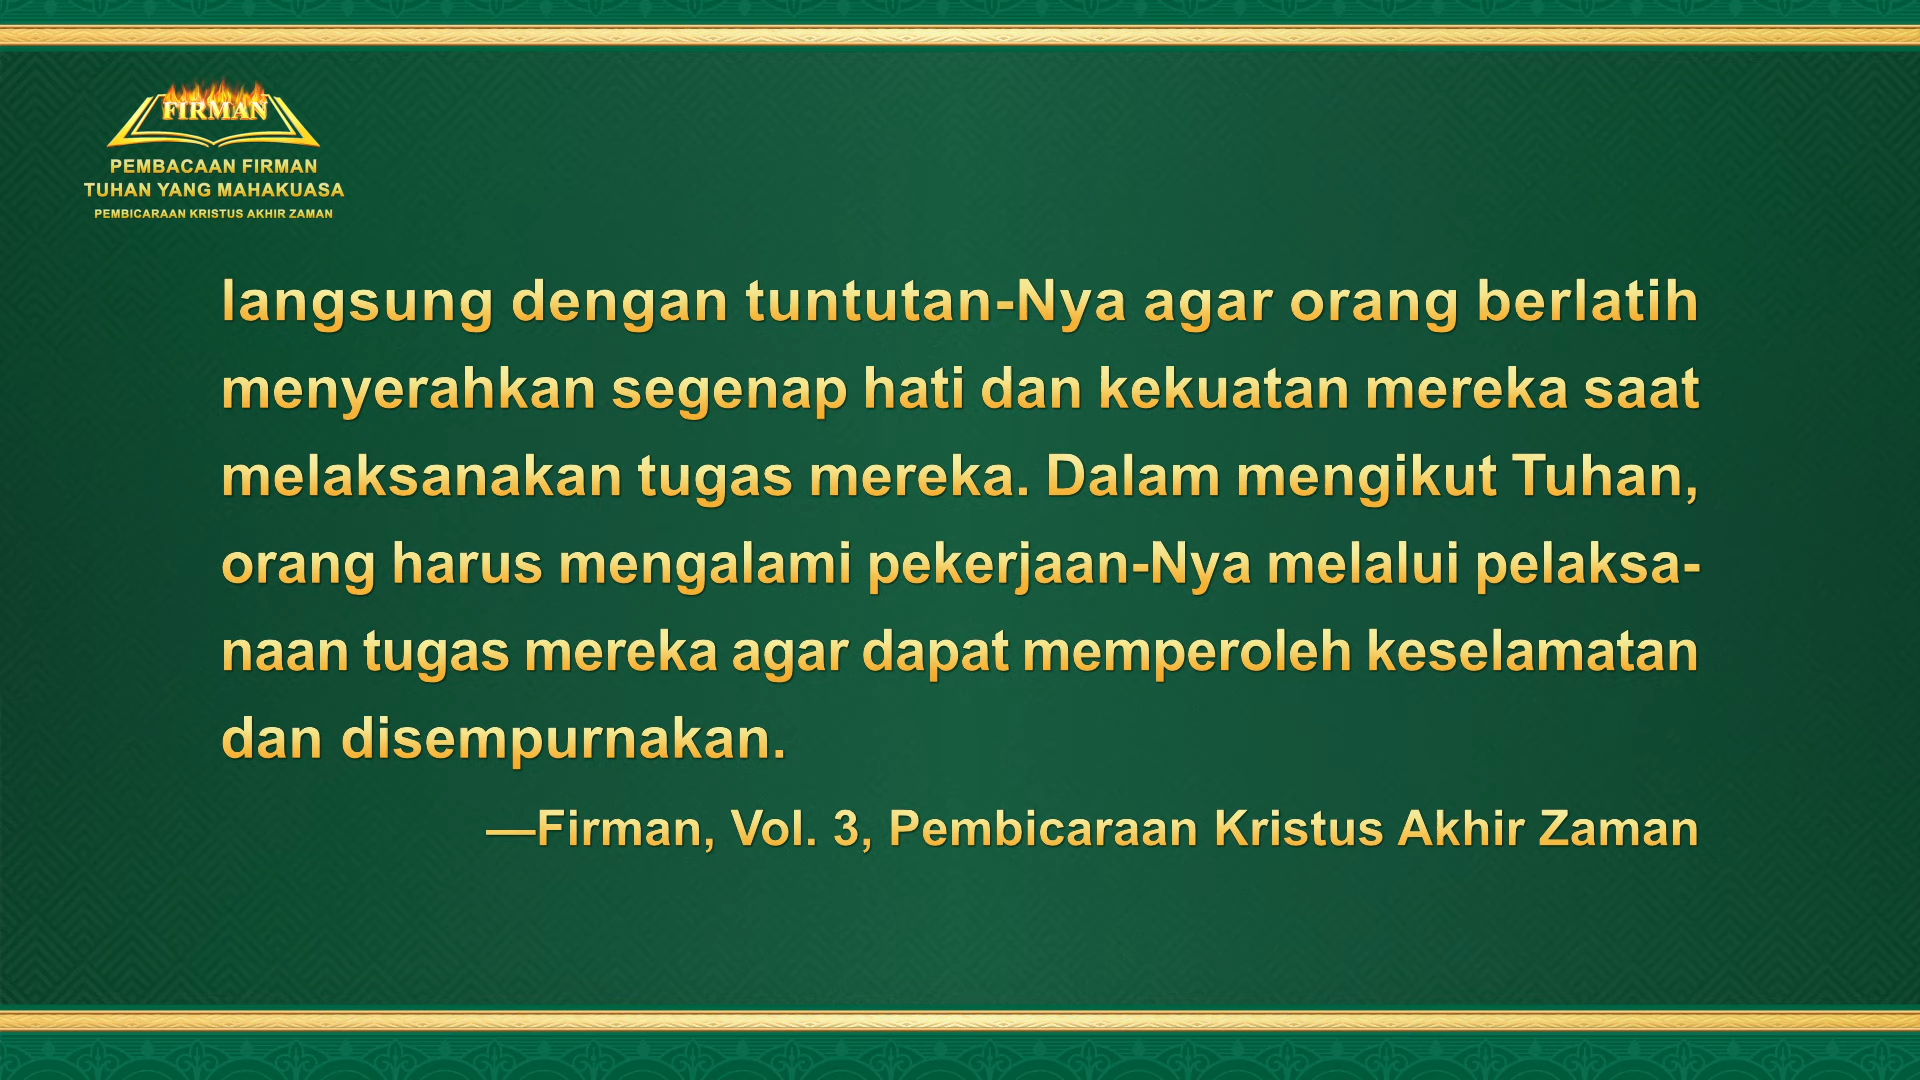 FIRMAN
PEMBACAAN FIRMAN
TUHAN YANG MAHAKUASA
PEMBICARAAN KRISTUS AKHIR ZAMAN
langsung dengan tuntutan-Nya agar orang berlatih
menyerahkan segenap hati dan kekuatan mereka saat
melaksanakan tugas mereka. Dalam mengikut Tuhan,
orang harus mengalami pekerjaan-Nya melalui pelaksa-
naan tugas mereka agar dapat memperoleh keselamatan
dan disempurnakan.
—Firman, Vol. 3, Pembicaraan Kristus Akhir Zaman